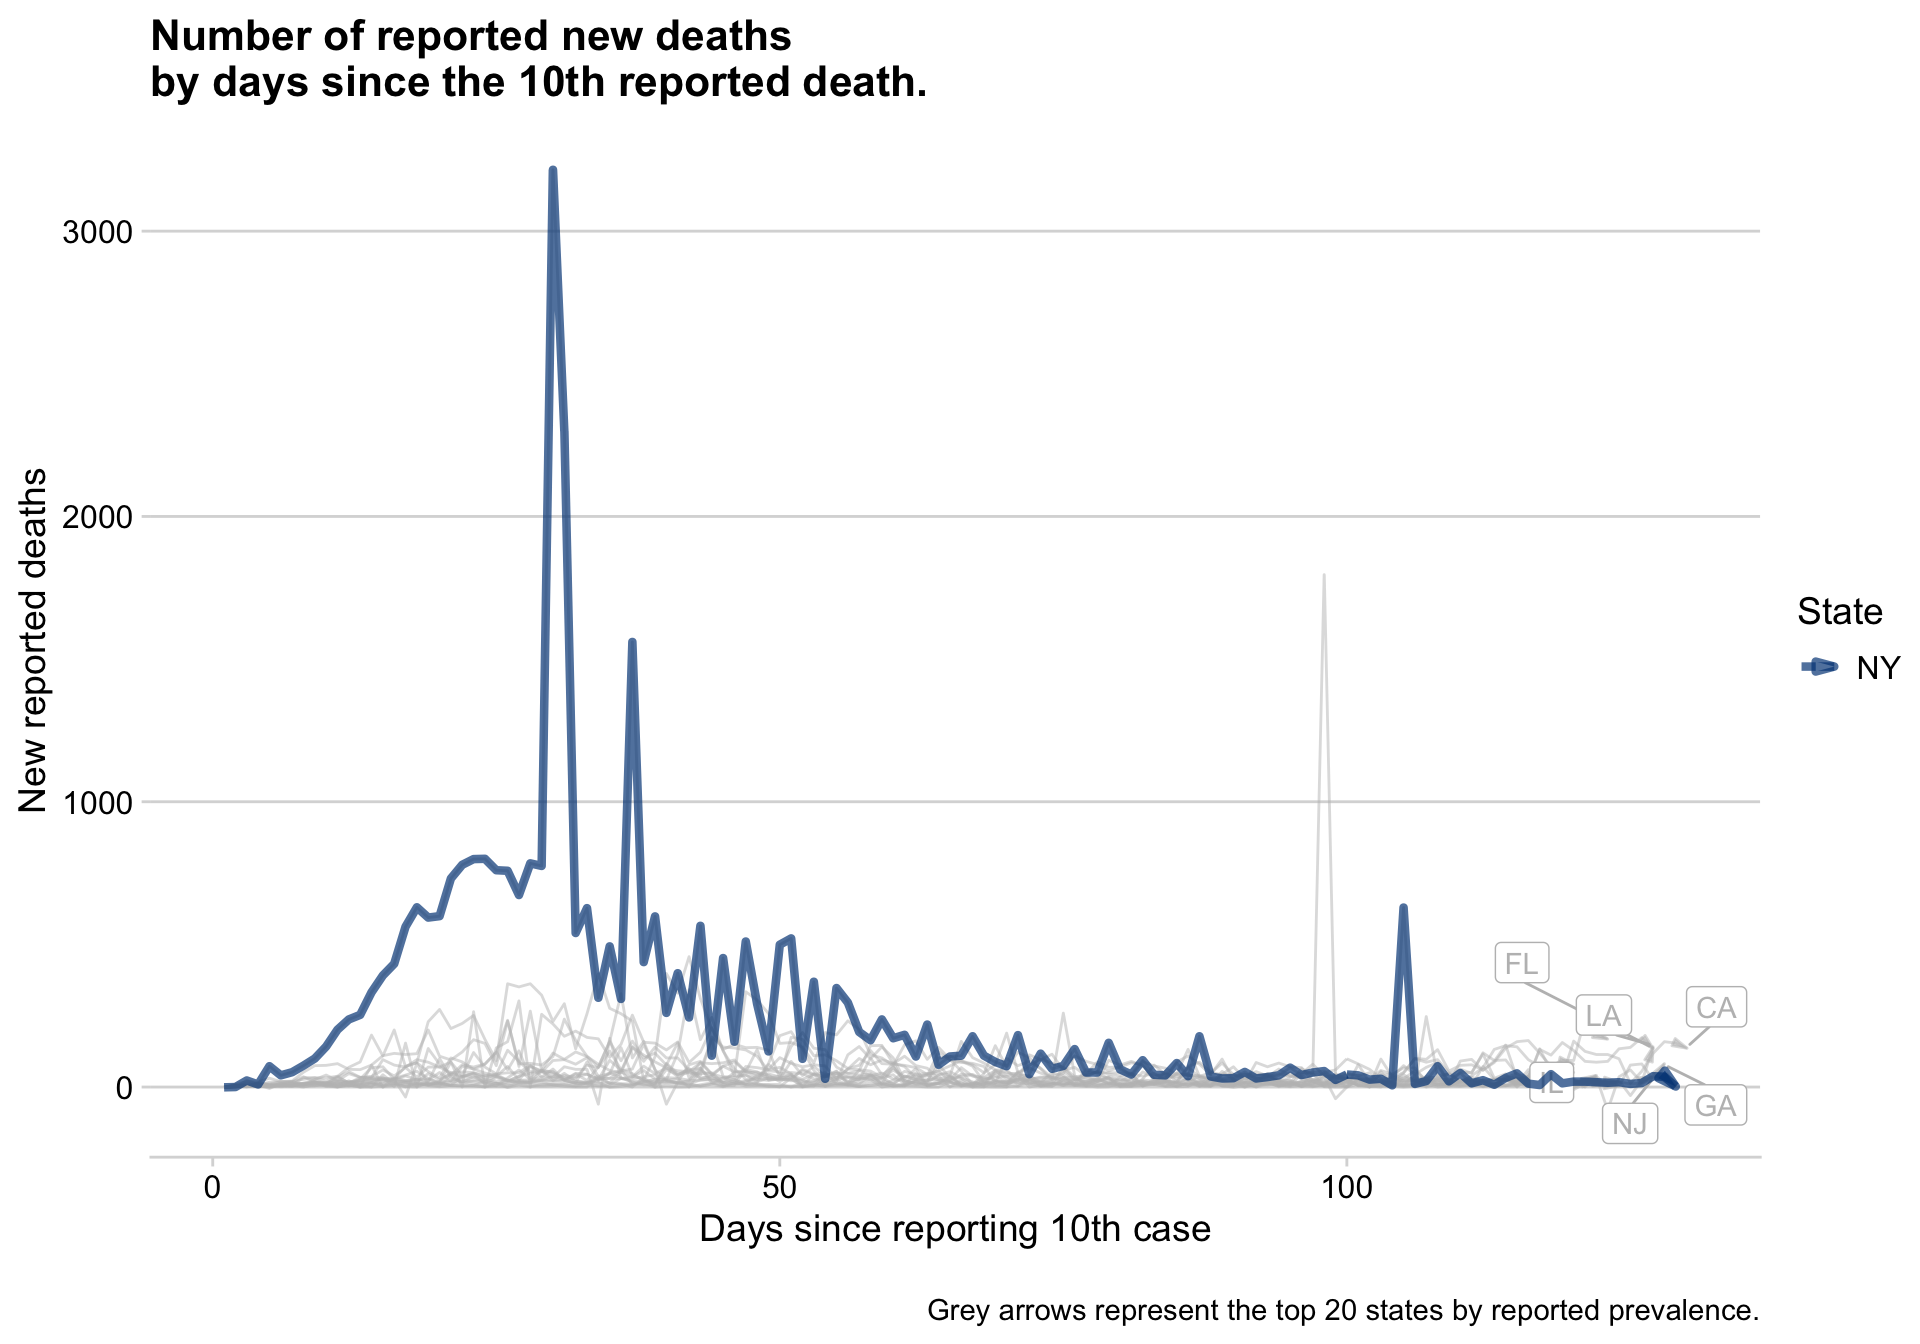 Number of reported new deaths
by days since the 10th reported death.
New reported deaths
3000
2000
1000
0
FL
LA
CA
IL
NJ
GA
State
NY
0
50
100
Days since reporting 10th case
Grey arrows represent the top 20 states by reported prevalence.